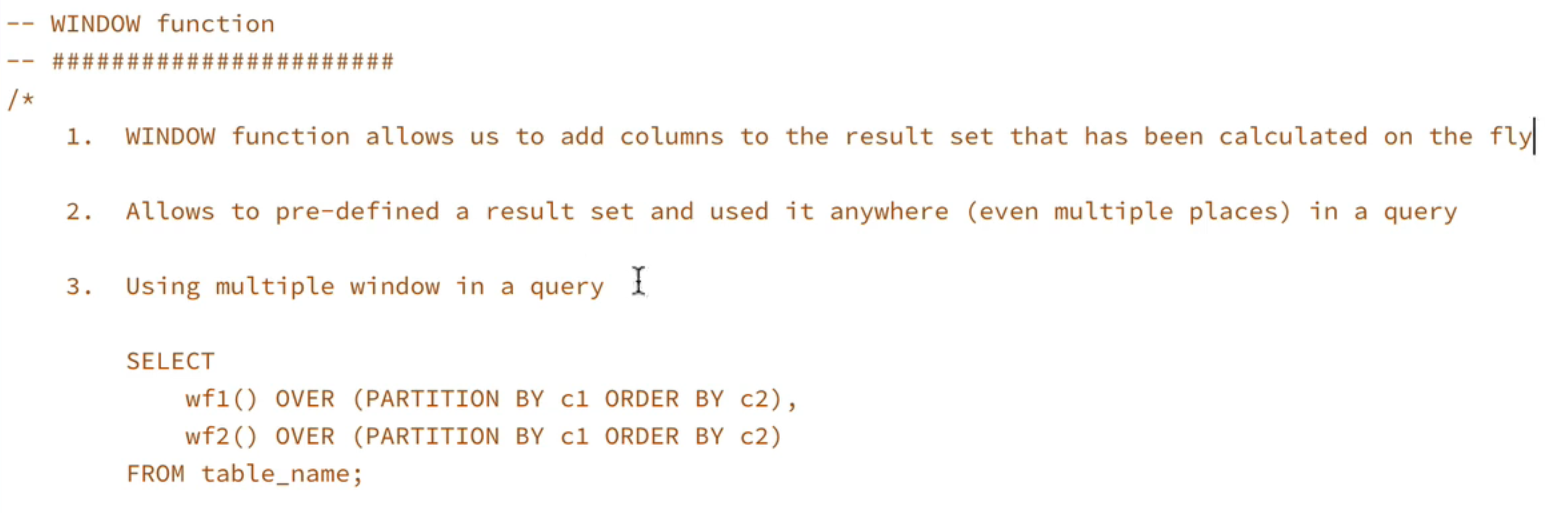 -- WINDOW function
-- #######################
/*
1. WINDOW function allows us to add columns to the result set that has been calculated on the fly
2. Allows to pre-defined a result set and used it anywhere (even multiple places) in a query
3. Using multiple window in a query
SELECT
wf1() OVER (PARTITION BY c1 ORDER BY c2),
wf2() OVER (PARTITION BY c1 ORDER BY c2)
FROM table_name;